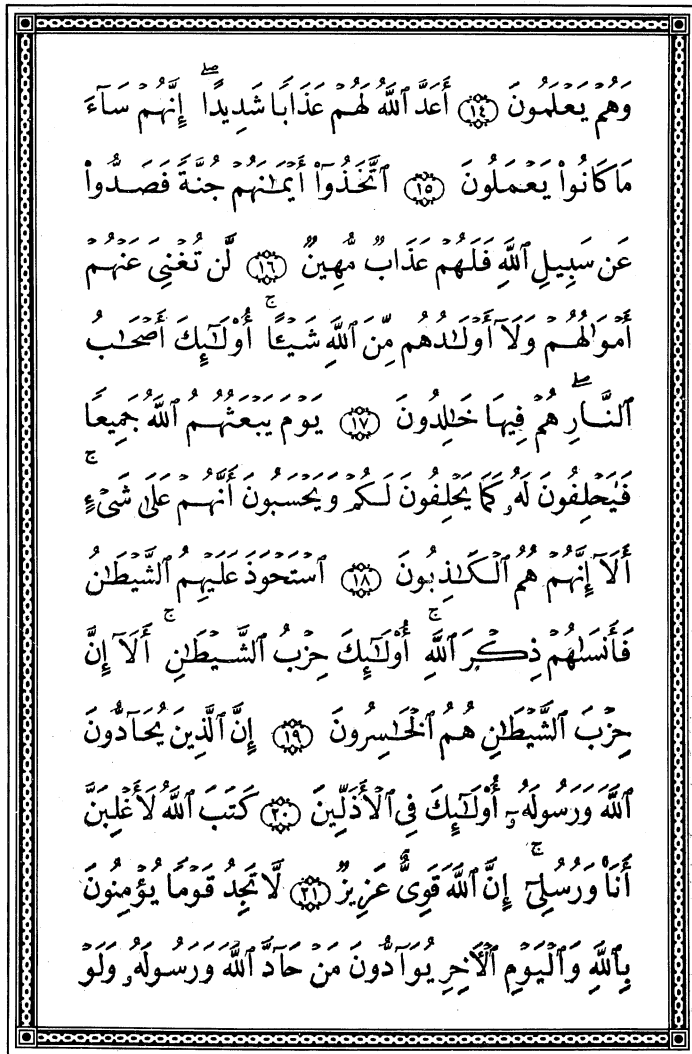 وَهُمْ يَعْلَمُونَ ﴿١٤﴾ أَعَدَّ ٱللَّهُ لَهُمْ عَذَابًا شَدِيدًا ۖ إِنَّهُمْ سَآءَ
مَا كَانُوا۟ يَعْمَلُونَ ﴿١٥﴾ ٱتَّخَذُوٓا۟ أَيْمَـٰنَهُمْ جُنَّةً فَصَدُّوا۟
عَن سَبِيلِ ٱللَّهِ فَلَهُمْ عَذَابٌ مُّهِينٌ ﴿١٦﴾ لَّن تُغْنِىَ عَنْهُمْ
أَمْوَٰلُهُمْ وَلَآ أَوْلَـٰدُهُم مِّنَ ٱللَّهِ شَيْـًٔا ۚ أُو۟لَـٰٓئِكَ أَصْحَـٰبُ
ٱلنَّارِ ۖ هُمْ فِيهَا خَـٰلِدُونَ ﴿١٧﴾ يَوْمَ يَبْعَثُهُمُ ٱللَّهُ جَمِيعًا
فَيَحْلِفُونَ لَهُۥ كَمَا يَحْلِفُونَ لَكُمْ وَيَحْسَبُونَ أَنَّهُمْ عَلَىٰ شَىْءٍ ۚ
أَلَآ إِنَّهُمْ هُمُ ٱلْكَـٰذِبُونَ ﴿١٨﴾ ٱسْتَحْوَذَ عَلَيْهِمُ ٱلشَّيْطَـٰنُ
فَأَنسَىٰهُمْ ذِكْرَ ٱللَّهِ ۚ أُو۟لَـٰٓئِكَ حِزْبُ ٱلشَّيْطَـٰنِ ۚ أَلَآ إِنَّ
حِزْبَ ٱلشَّيْطَـٰنِ هُمُ ٱلْخَـٰسِرُونَ ﴿١٩﴾ إِنَّ ٱلَّذِينَ يُحَآدُّونَ
ٱللَّهَ وَرَسُولَهُۥٓ أُو۟لَـٰٓئِكَ فِى ٱلْأَذَلِّينَ ﴿٢٠﴾ كَتَبَ ٱللَّهُ لَأَغْلِبَنَّ
أَنَا۠ وَرُسُلِىٓ ۚ إِنَّ ٱللَّهَ قَوِىٌّ عَزِيزٌ ﴿٢١﴾ لَّا تَجِدُ قَوْمًا يُؤْمِنُونَ
بِٱللَّهِ وَٱلْيَوْمِ ٱلْـَٔاخِرِ يُوَآدُّونَ مَنْ حَآدَّ ٱللَّهَ وَرَسُولَهُۥ وَلَوْ